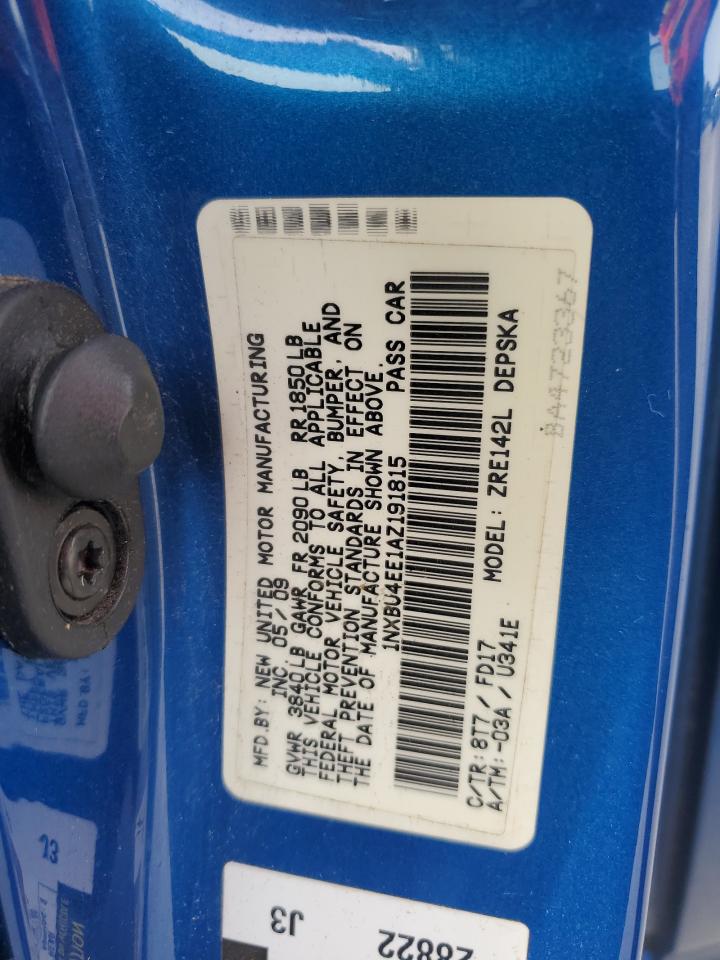 MFD.BY: NEW UNITED MOTOR MANUFACTURING
INC. 05/09
GVWR 3840LB GAWR FR 2090LB RR1850LB
THIS VEHICLE CONFORMS TO ALL APPLICABLE
FEDERAL MOTOR VEHICLE SAFETY, BUMPER, AND
THEFT PREVENTION STANDARDS IN EFFECT ON
THE DATE OF MANUFACTURE SHOWN ABOVE.
1NXBU4EE1AZ191815 PASS CAR
C/TR:8T7/FD17 MODEL: ZRE142L DEPSKA
A/TM:-03A/U341E
BA4723367
J3
28822